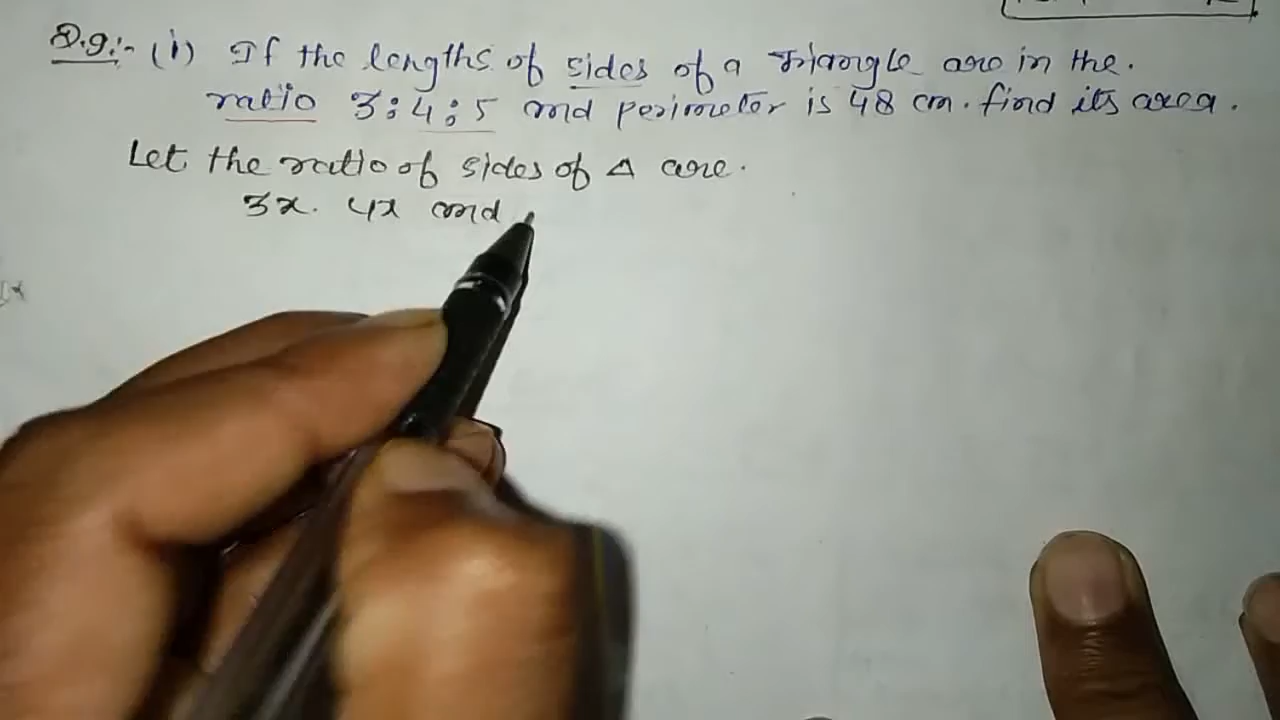 Q.9:- (i) If the lengths of sides of a triangle are in the.
ratio 3:4:5 and perimeter is 48 cm. find its area.
Let the ratio of sides of Δ are.
3x. 4x and